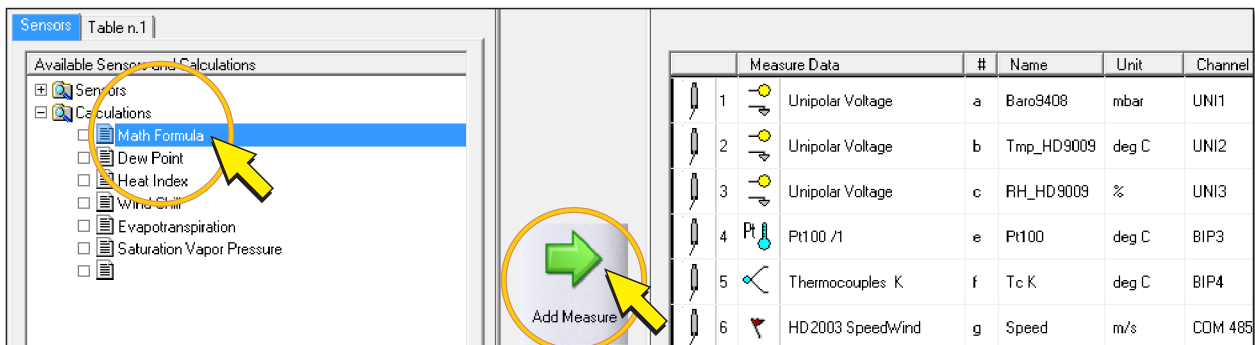 Sensors Table n.1
Available Sensors and Calculations
Sensors
Calculations
Math Formula
Dew Point
Heat Index
Wind Chill
Evapotranspiration
Saturation Vapor Pressure
Add Measure
Measure Data # Name Unit Channel
1 Unipolar Voltage a Baro9408 mbar UNI1
2 Unipolar Voltage b Tmp_HD9009 deg C UNI2
3 Unipolar Voltage c RH_HD9009 % UNI3
4 Pt Pt100 /1 e Pt100 deg C BIP3
5 Thermocouples K f Tc K deg C BIP4
6 HD2003 SpeedWind g Speed m/s COM 485